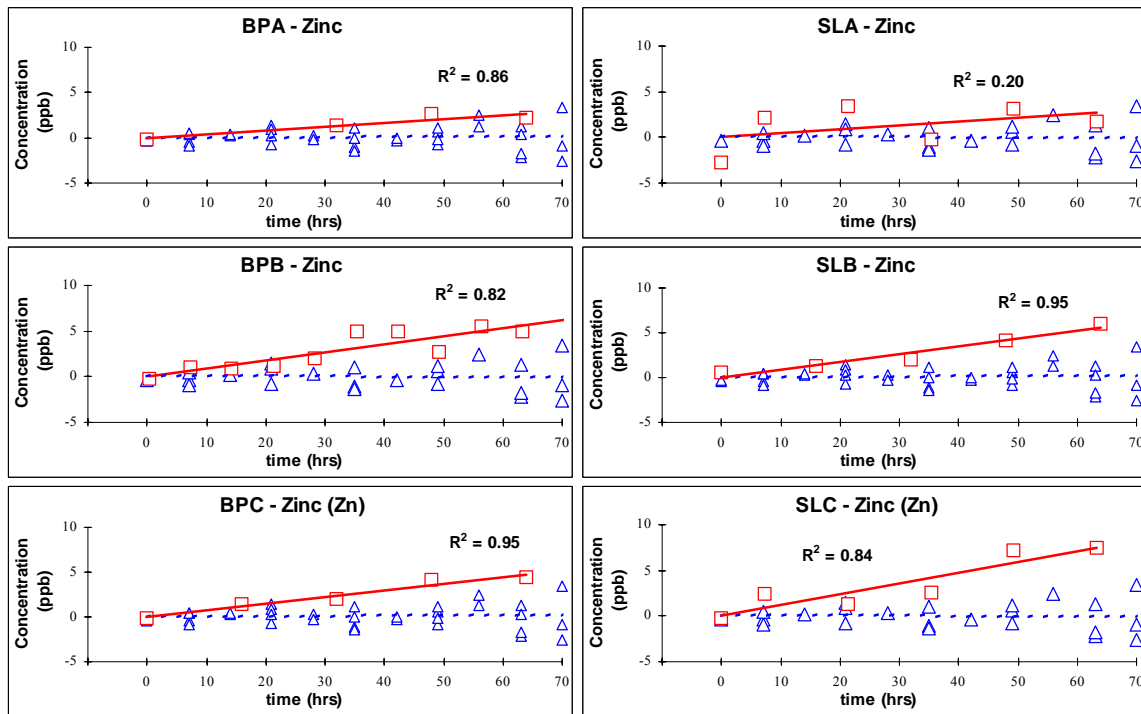 BPA - Zinc
Concentration
(ppb)
10
5
0
-5
R² = 0.86
0 10 20 30 40 50 60 70
time (hrs)
SLA - Zinc
Concentration
(ppb)
10
5
0
-5
R² = 0.20
0 10 20 30 40 50 60 70
time (hrs)
BPB - Zinc
Concentration
(ppb)
10
5
0
-5
R² = 0.82
0 10 20 30 40 50 60 70
time (hrs)
SLB - Zinc
Concentration
(ppb)
10
5
0
-5
R² = 0.95
0 10 20 30 40 50 60 70
time (hrs)
BPC - Zinc (Zn)
Concentration
(ppb)
10
5
0
-5
R² = 0.95
0 10 20 30 40 50 60 70
time (hrs)
SLC - Zinc (Zn)
Concentration
(ppb)
10
5
0
-5
R² = 0.84
0 10 20 30 40 50 60 70
time (hrs)